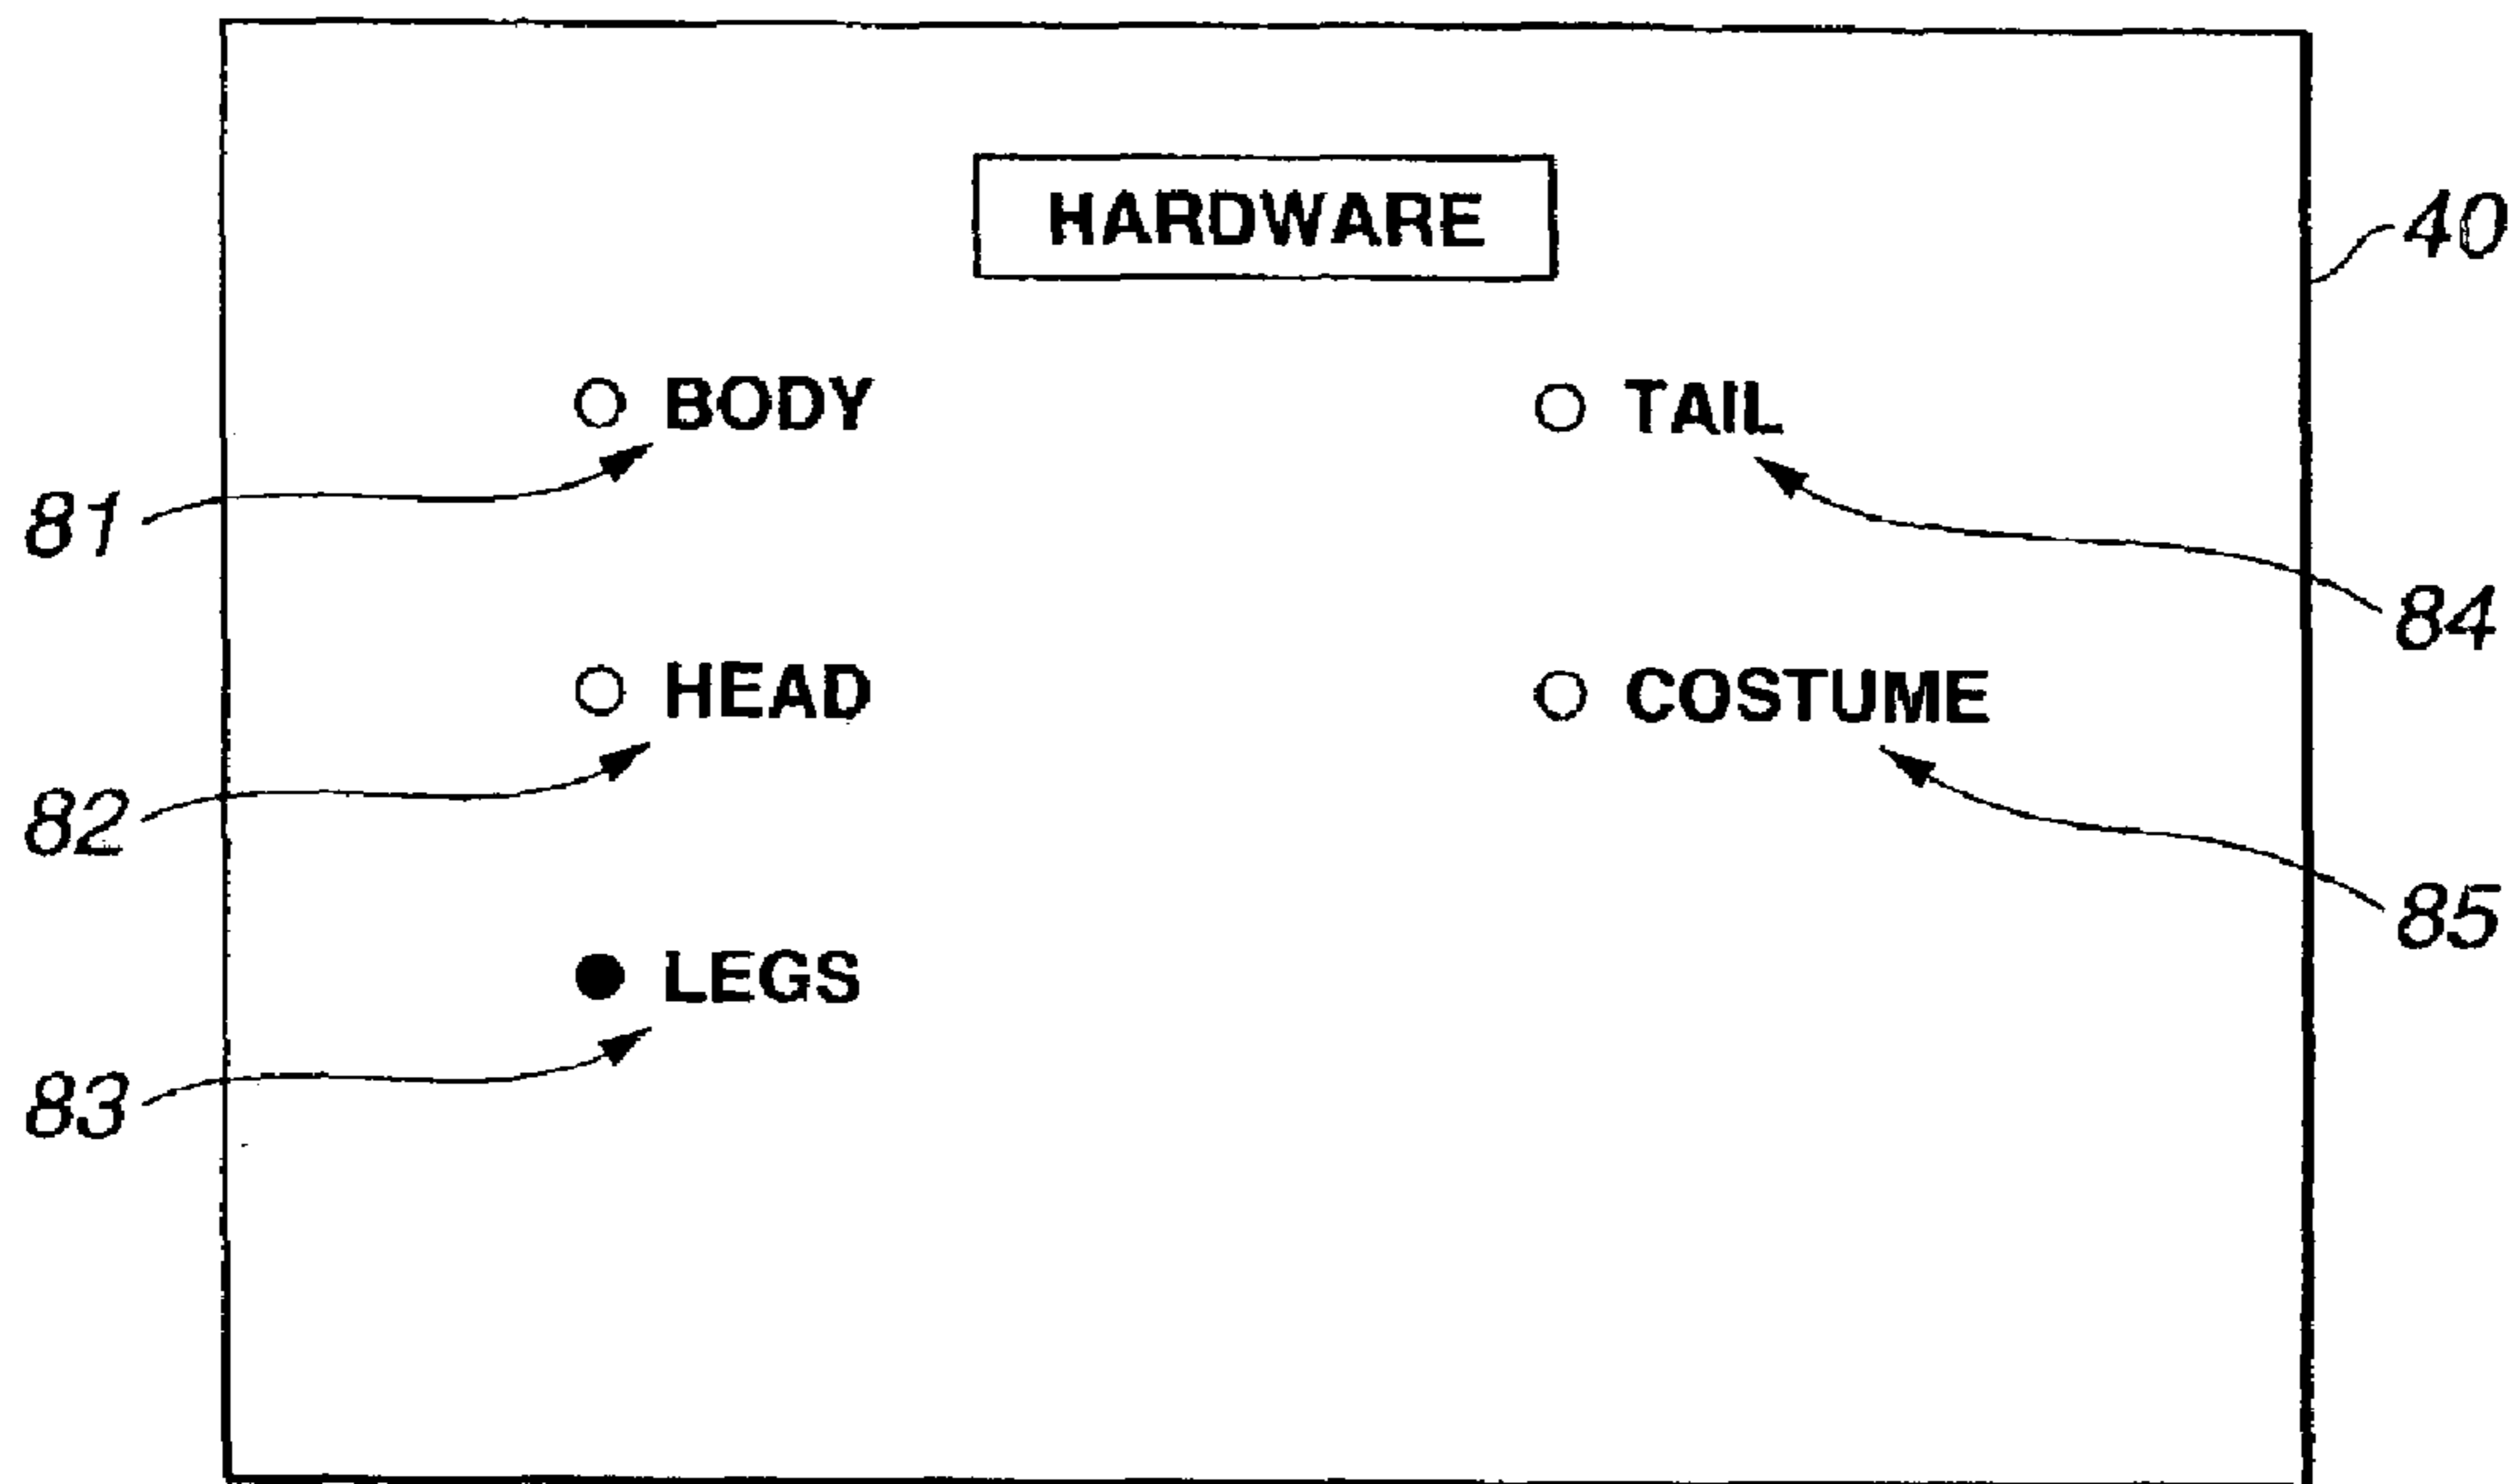 HARDWARE
40
○ BODY
○ TAIL
81
84
○ HEAD
○ COSTUME
82
85
● LEGS
83